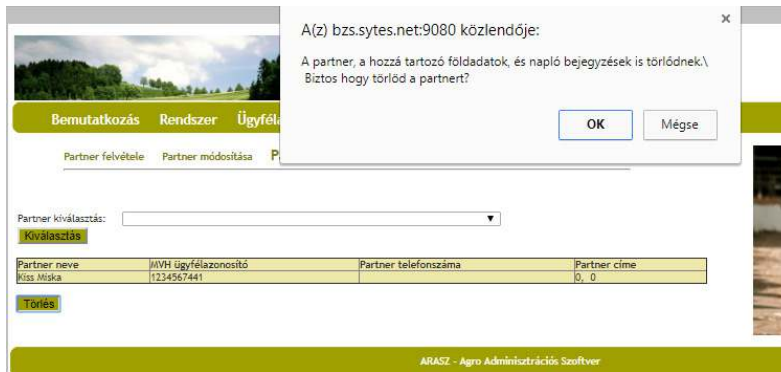 A(z) bzs.sytes.net:9080 közlendője:
A partner, a hozzá tartozó földadatok, és napló bejegyzések is törlődnek.\
Biztos hogy törlöd a partnert?
OK Mégse
Bemutatkozás Rendszer Ügyféla
Partner felvétele Partner módosítása P
Partner kiválasztás:
Kiválasztás
Partner neve MVH ügyfélazonosító Partner telefonszáma Partner címe
Kiss Miska 1234567441 0, 0
Törlés
ARASZ - Agro Adminisztrációs Szoftver